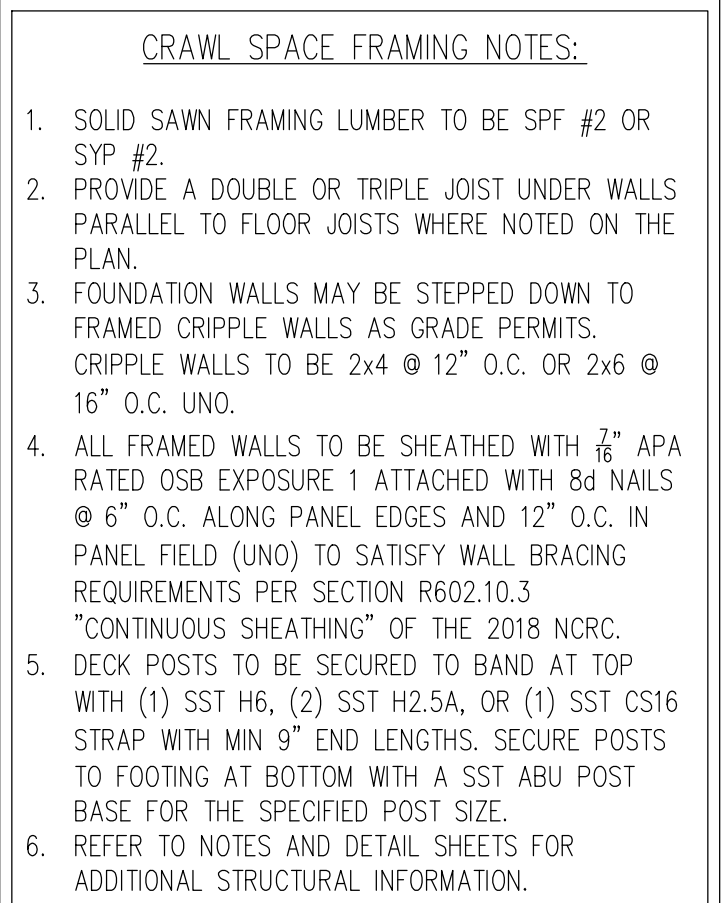 CRAWL SPACE FRAMING NOTES:
1. SOLID SAWN FRAMING LUMBER TO BE SPF #2 OR
SYP #2.
2. PROVIDE A DOUBLE OR TRIPLE JOIST UNDER WALLS
PARALLEL TO FLOOR JOISTS WHERE NOTED ON THE
PLAN.
3. FOUNDATION WALLS MAY BE STEPPED DOWN TO
FRAMED CRIPPLE WALLS AS GRADE PERMITS.
CRIPPLE WALLS TO BE 2x4 @ 12" O.C. OR 2x6 @
16" O.C. UNO.
4. ALL FRAMED WALLS TO BE SHEATHED WITH 7/16" APA
RATED OSB EXPOSURE 1 ATTACHED WITH 8d NAILS
@ 6" O.C. ALONG PANEL EDGES AND 12" O.C. IN
PANEL FIELD (UNO) TO SATISFY WALL BRACING
REQUIREMENTS PER SECTION R602.10.3
"CONTINUOUS SHEATHING" OF THE 2018 NCRC.
5. DECK POSTS TO BE SECURED TO BAND AT TOP
WITH (1) SST H6, (2) SST H2.5A, OR (1) SST CS16
STRAP WITH MIN 9" END LENGTHS. SECURE POSTS
TO FOOTING AT BOTTOM WITH A SST ABU POST
BASE FOR THE SPECIFIED POST SIZE.
6. REFER TO NOTES AND DETAIL SHEETS FOR
ADDITIONAL STRUCTURAL INFORMATION.